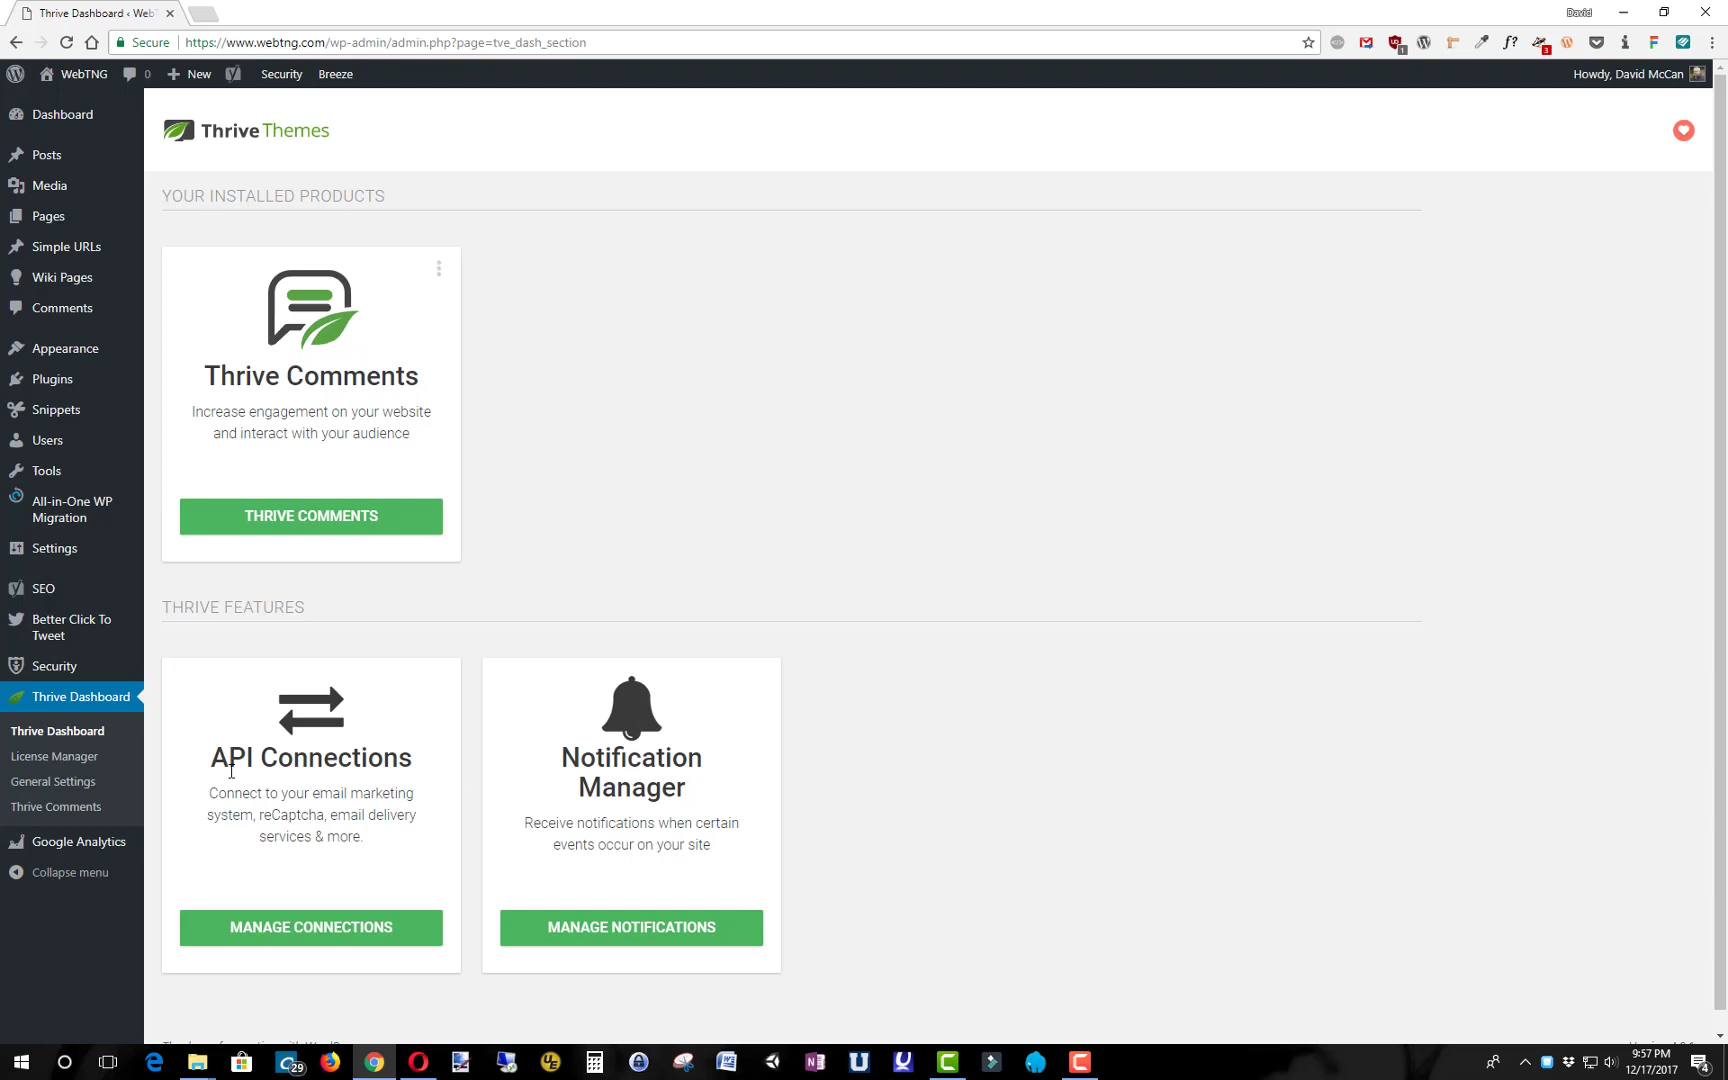 Thrive Dashboard ‹ WebT
David
Secure
https://www.webtng.com/wp-admin/admin.php?page=tve_dash_section
WebTNG
0
New
Security
Breeze
Howdy, David McCan
Dashboard
Posts
Media
Pages
Simple URLs
Wiki Pages
Comments
Appearance
Plugins
Snippets
Users
Tools
All-in-One WP
Migration
Settings
SEO
Better Click To
Tweet
Security
Thrive Dashboard
Thrive Dashboard
License Manager
General Settings
Thrive Comments
Google Analytics
Collapse menu
Thrive Themes
YOUR INSTALLED PRODUCTS
Thrive Comments
Increase engagement on your website
and interact with your audience
THRIVE COMMENTS
THRIVE FEATURES
API Connections
Connect to your email marketing
system, reCaptcha, email delivery
services & more.
MANAGE CONNECTIONS
Notification
Manager
Receive notifications when certain
events occur on your site
MANAGE NOTIFICATIONS
29
9:57 PM
12/17/2017
4